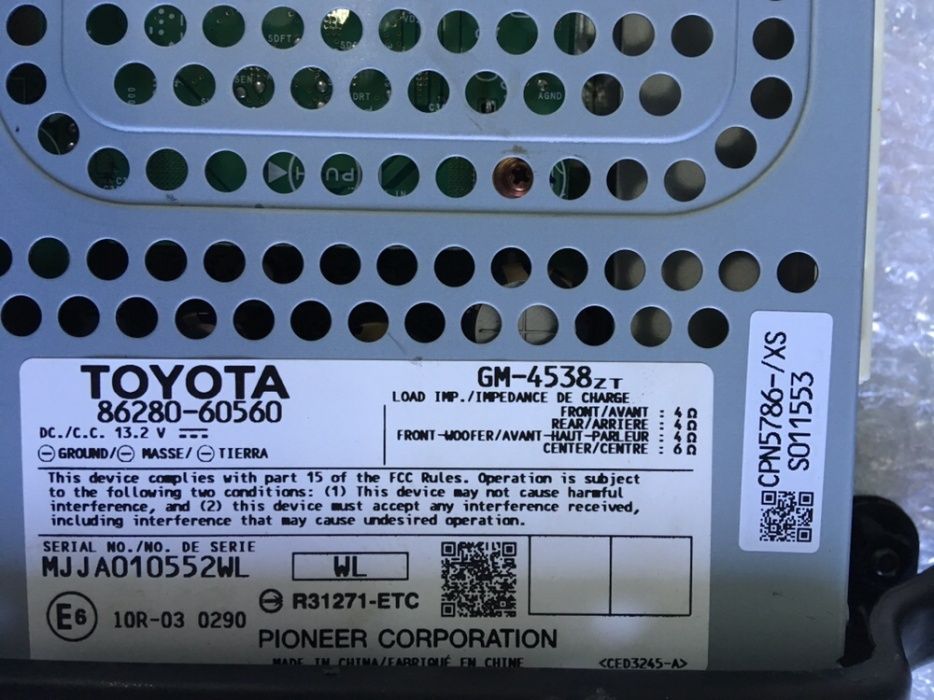 SDFT
DRT
AGND
TOYOTA
86280-60560
DC./C.C. 13.2 V
GROUND/ MASSE/ TIERRA
GM-4538ZT
LOAD IMP./IMPEDANCE DE CHARGE
FRONT/AVANT : 4Ω
REAR/ARRIERE : 4Ω
FRONT-WOOFER/AVANT-HAUT-PARLEUR : 4Ω
CENTER/CENTRE : 6Ω
This device complies with part 15 of the FCC Rules. Operation is subject
to the following two conditions: (1) This device may not cause harmful
interference, and (2) this device must accept any interference received,
including interference that may cause undesired operation.
SERIAL NO./NO. DE SERIE
MJJA010552WL
WL
R31271-ETC
E6
10R-03 0290
PIONEER CORPORATION
MADE IN CHINA/FABRIQUÉ EN CHINE
<CED3245-A>
CPN5786-/XS
S011553